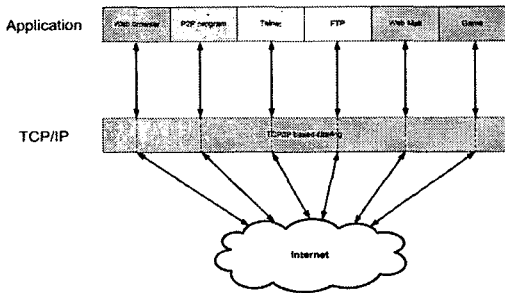 Application
Web browser
P2P program
Telnet
FTP
Web Mail
Game
TCP/IP
TCP/IP based filtering
Internet